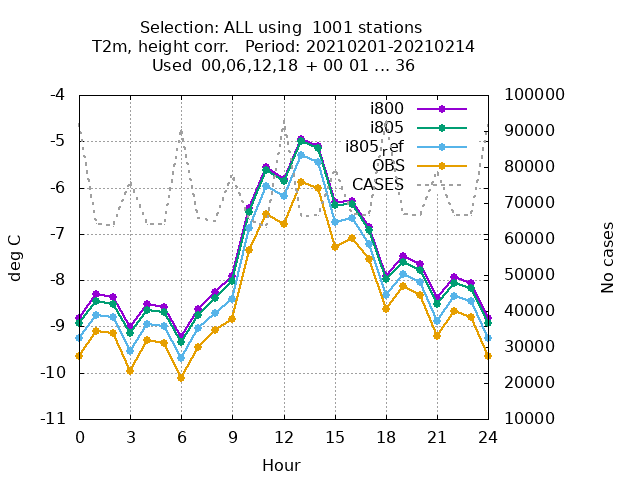 Selection: ALL using  1001 stations
T2m, height corr.   Period: 20210201-20210214
Used  00,06,12,18  + 00 01 ... 36
-4
-5
-6
-7
-8
-9
-10
-11
deg C
100000
90000
80000
70000
60000
50000
40000
30000
20000
10000
No cases
i800
i805
i805ref
OBS
CASES
0 3 6 9 12 15 18 21 24
Hour